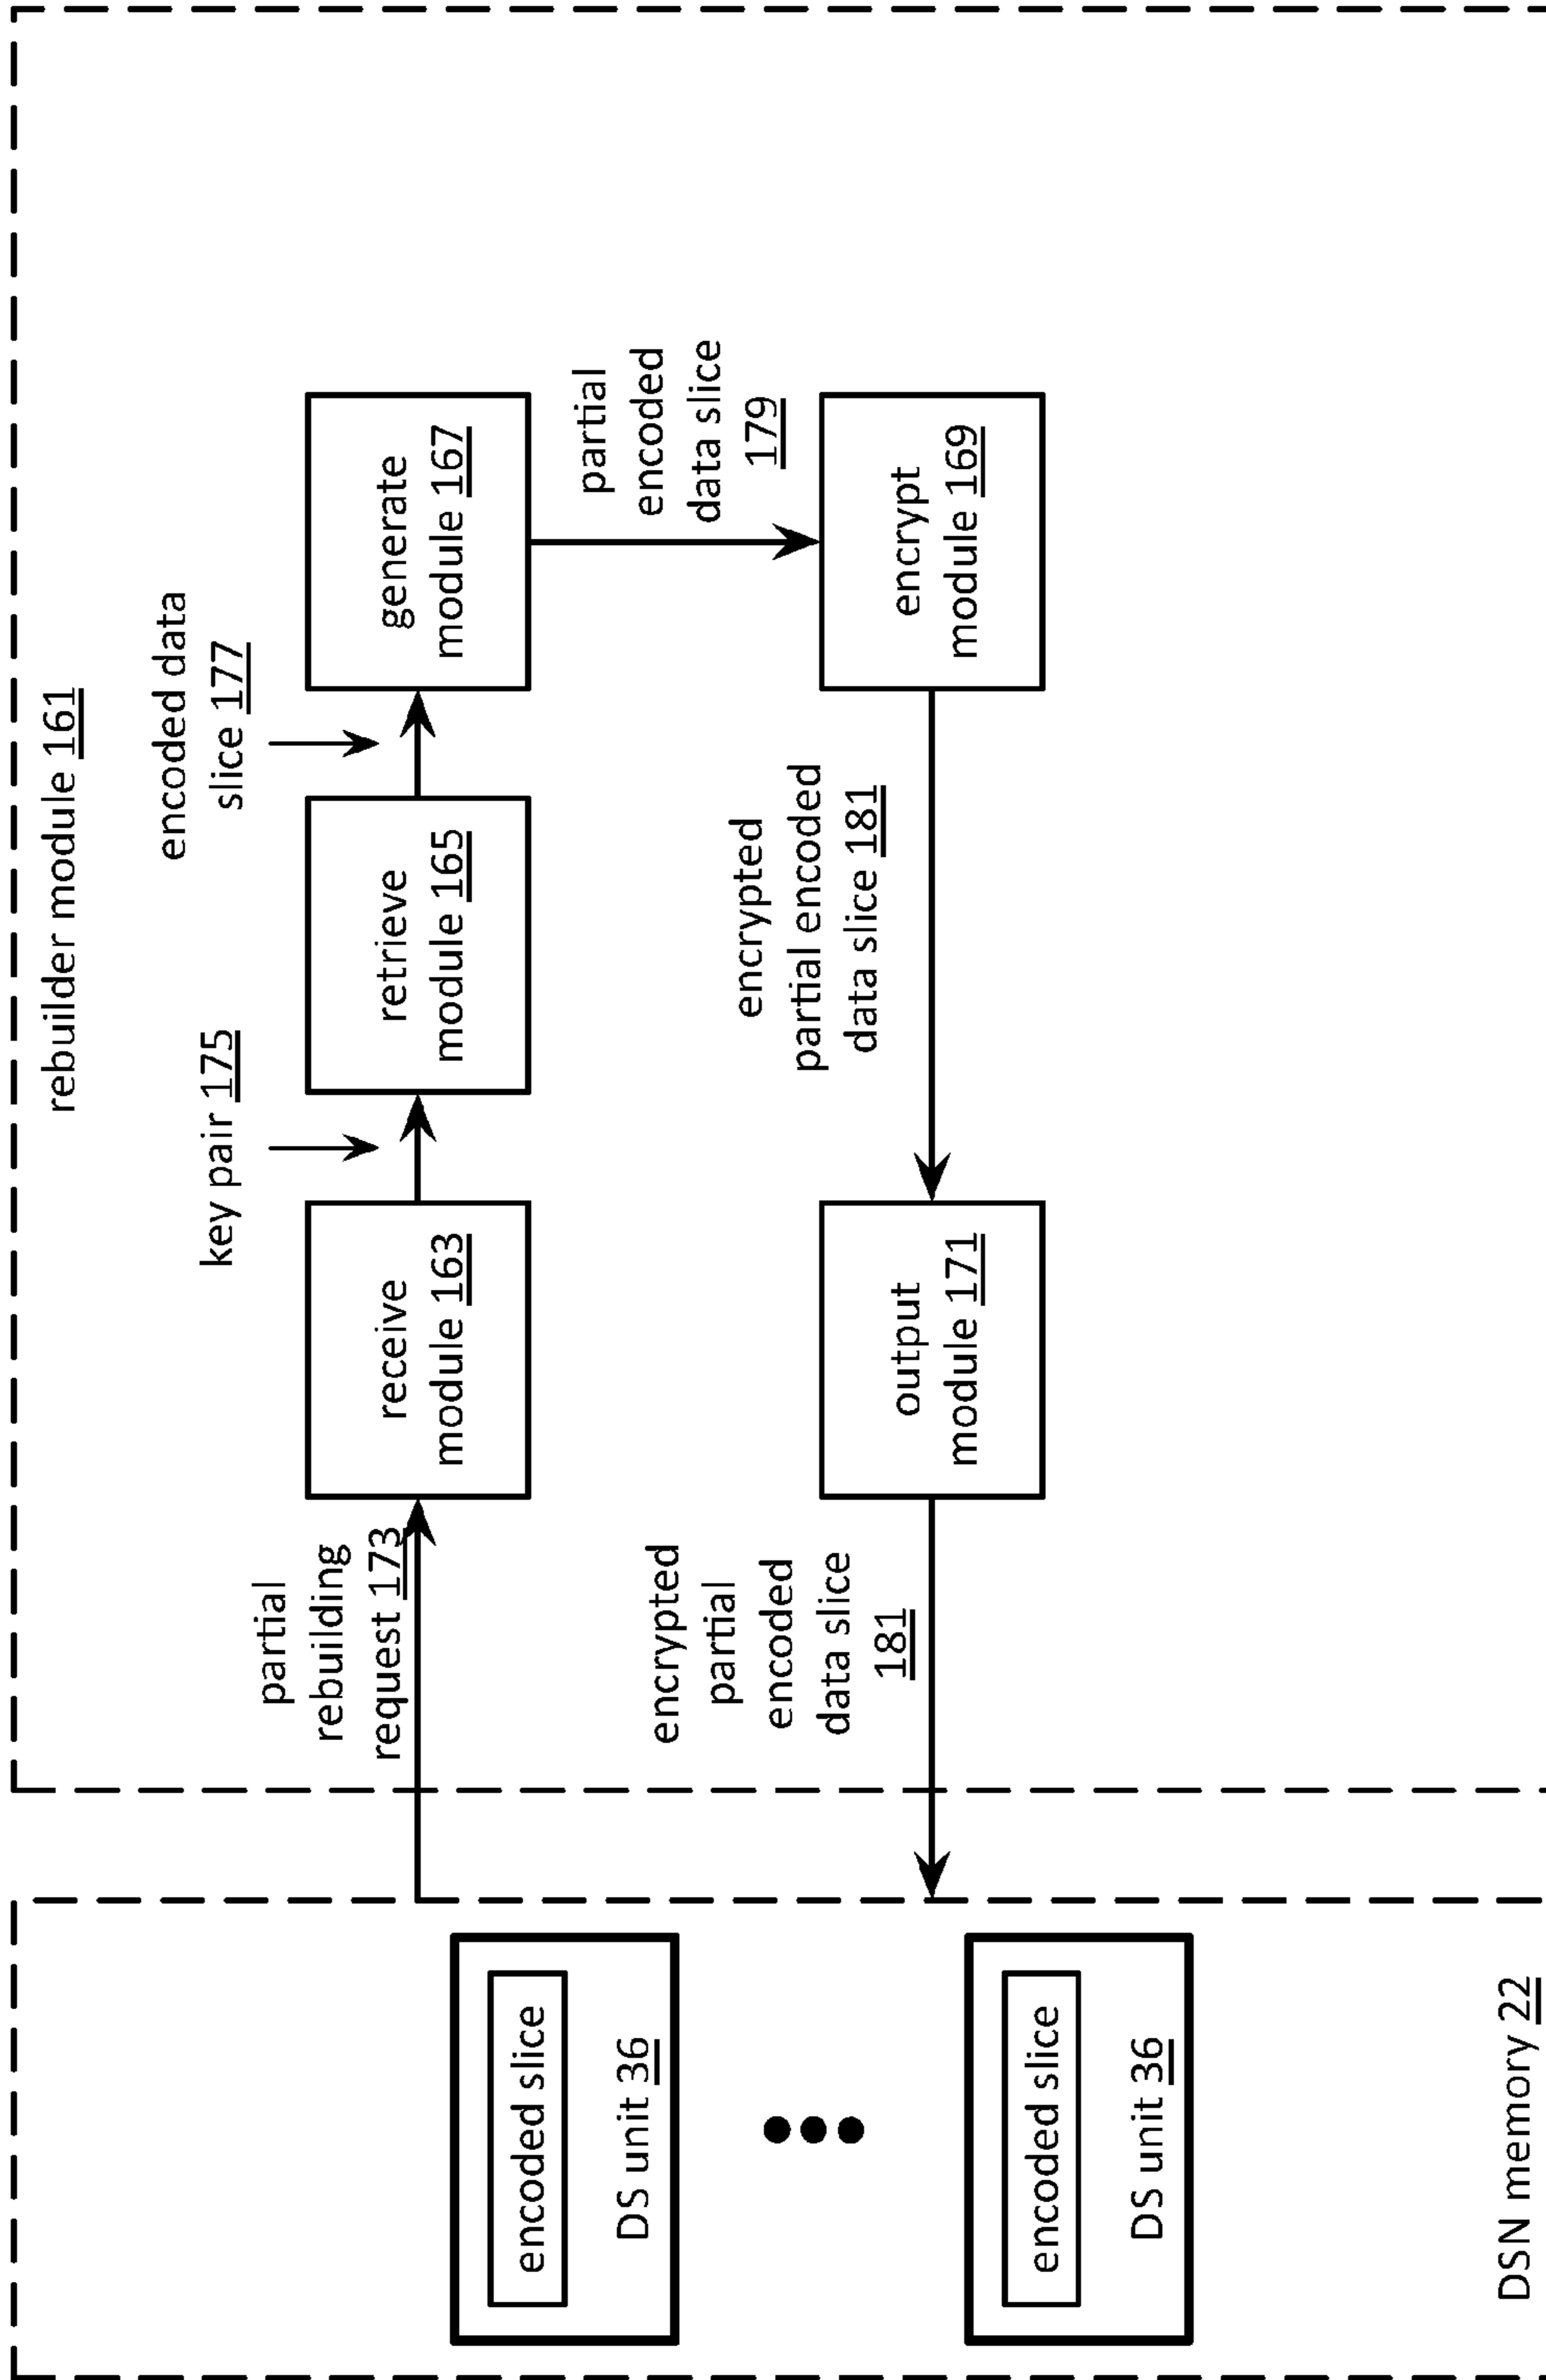 rebuilder module 161
key pair 175
encoded data
slice 177
partial
rebuilding
request 173
receive
module 163
retrieve
module 165
generate
module 167
partial
encoded
data slice
179
encrypted
partial
encoded
data slice
181
output
module 171
encrypted
partial encoded
data slice 181
encrypt
module 169
encoded slice
DS unit 36
encoded slice
DS unit 36
DSN memory 22